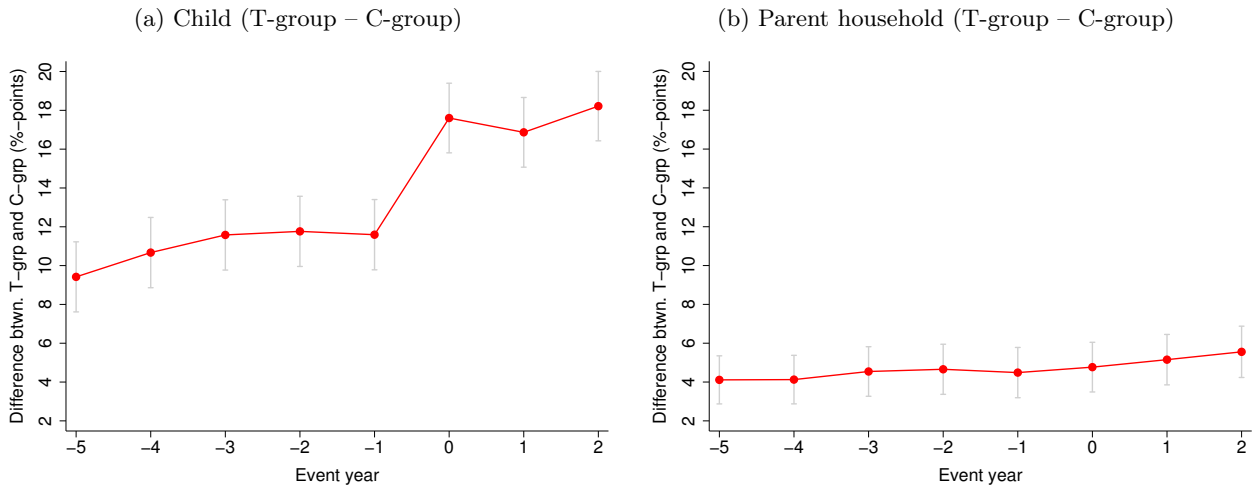 (a) Child (T-group – C-group)
Difference btwn. T−grp and C−grp (%−points)
20
18
16
14
12
10
8
6
4
2
−5 −4 −3 −2 −1 0 1 2
Event year
(b) Parent household (T-group – C-group)
Difference btwn. T−grp and C−grp (%−points)
20
18
16
14
12
10
8
6
4
2
−5 −4 −3 −2 −1 0 1 2
Event year